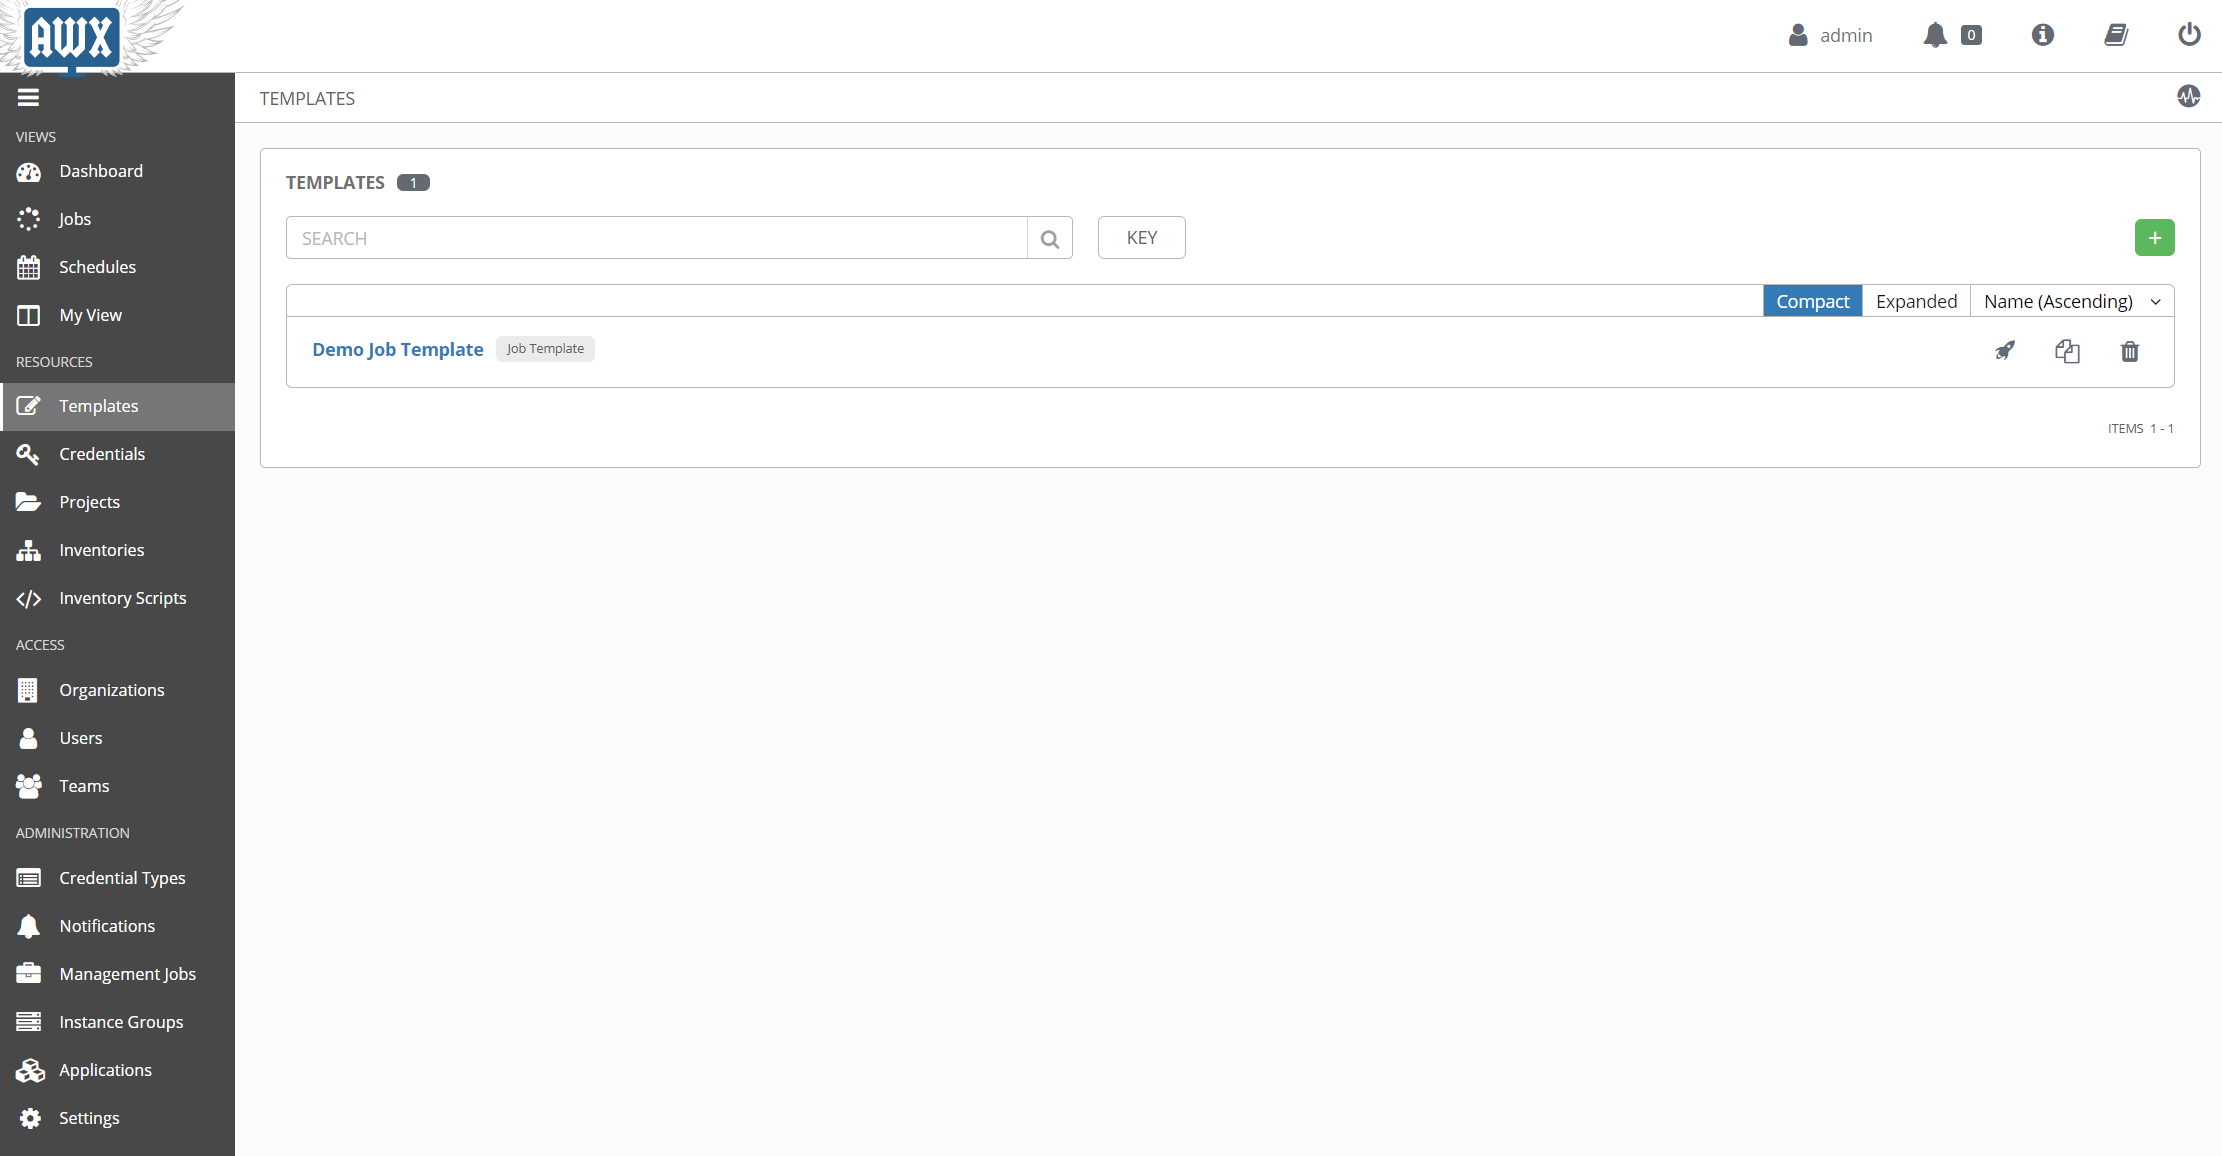 AWX
admin
0
TEMPLATES
VIEWS
Dashboard
Jobs
Schedules
My View
RESOURCES
Templates
Credentials
Projects
Inventories
Inventory Scripts
ACCESS
Organizations
Users
Teams
ADMINISTRATION
Credential Types
Notifications
Management Jobs
Instance Groups
Applications
Settings
TEMPLATES 1
SEARCH
KEY
+
Compact Expanded Name (Ascending)
Demo Job Template Job Template
ITEMS 1 - 1